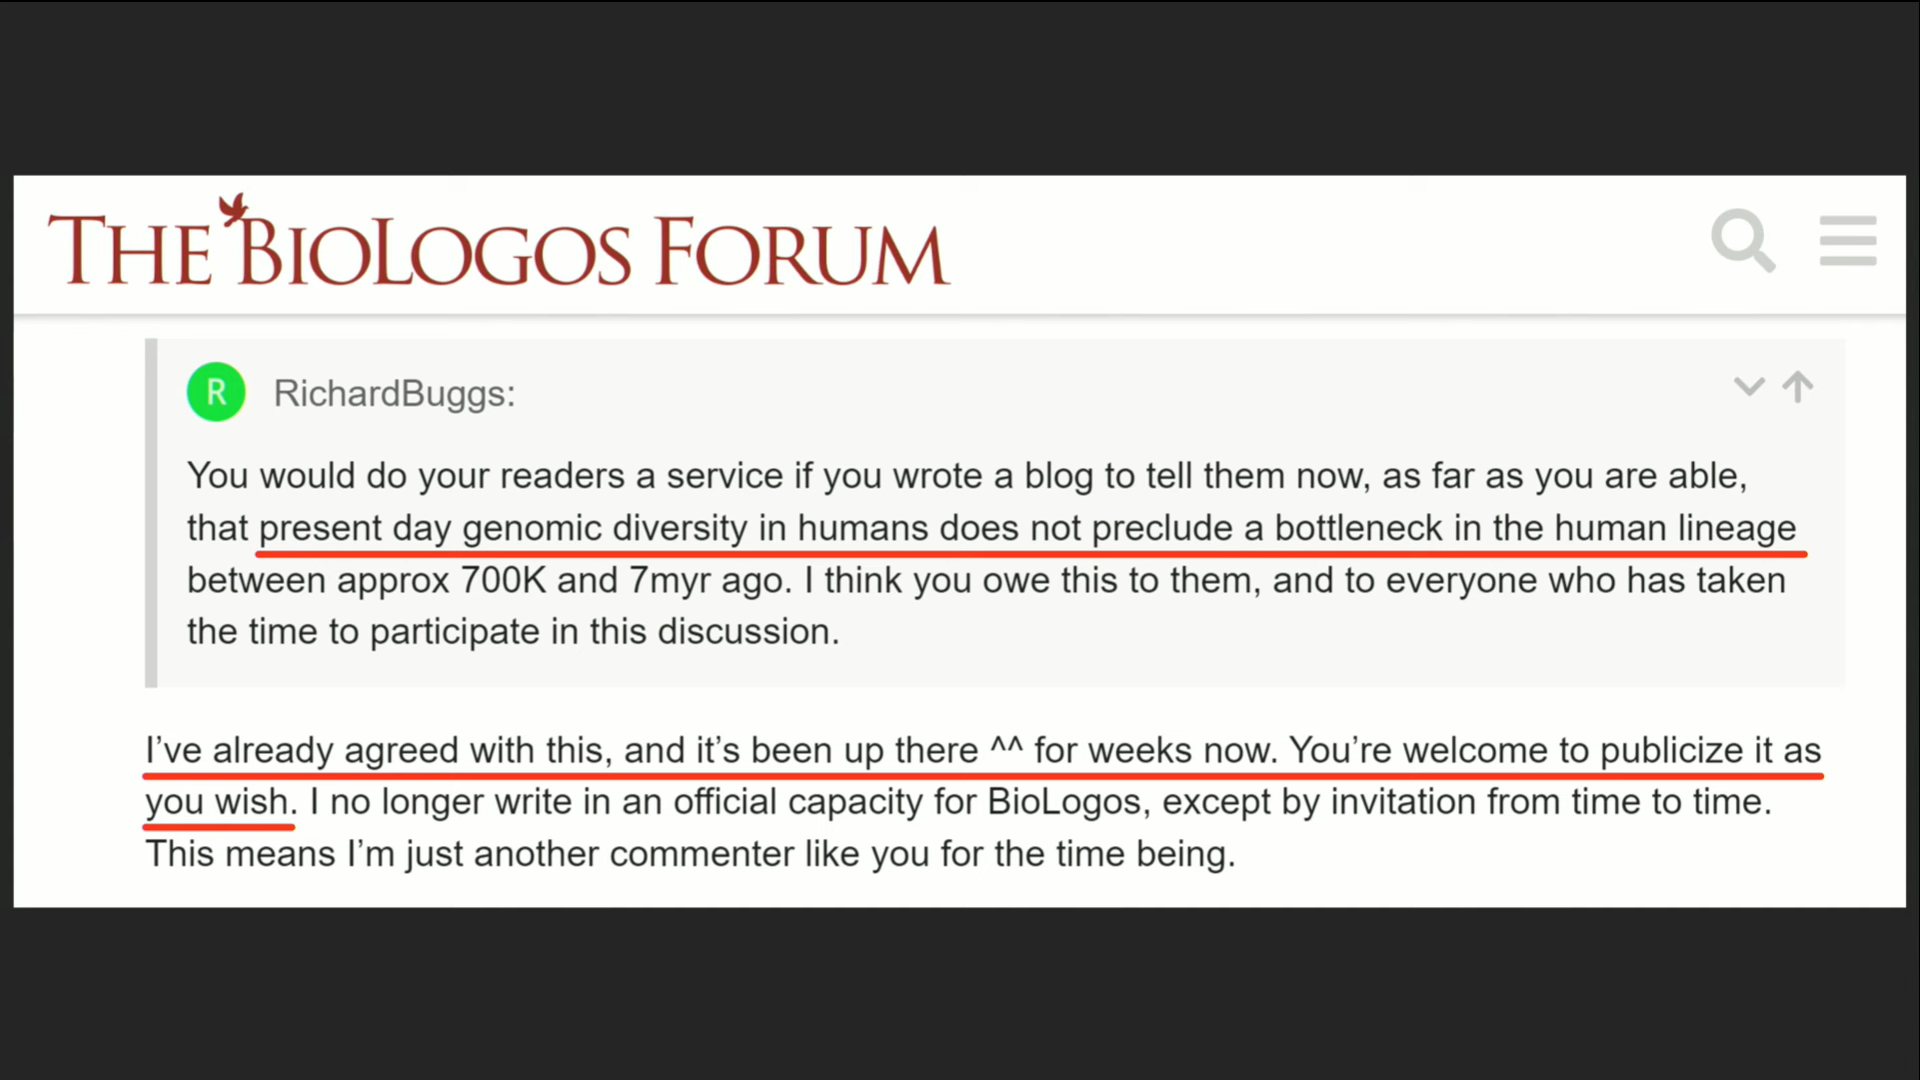 THE BIOLOGOS FORUM
R RichardBuggs:
You would do your readers a service if you wrote a blog to tell them now, as far as you are able,
that present day genomic diversity in humans does not preclude a bottleneck in the human lineage
between approx 700K and 7myr ago. I think you owe this to them, and to everyone who has taken
the time to participate in this discussion.
I’ve already agreed with this, and it’s been up there ^^ for weeks now. You’re welcome to publicize it as
you wish. I no longer write in an official capacity for BioLogos, except by invitation from time to time.
This means I’m just another commenter like you for the time being.